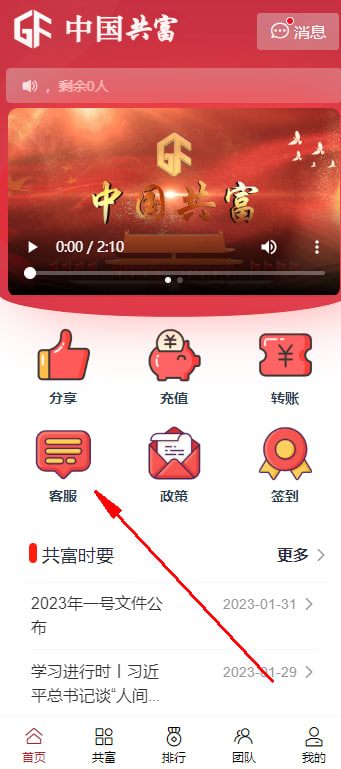 GF 中国共富
消息
，剩余0人
GF
中国共富
0:00 / 2:10
分享 充值 转账
客服 政策 签到
共富时要 更多
2023年一号文件公 2023-01-31
布
学习进行时丨习近 2023-01-29
平总书记谈“人间...
首页 共富 排行 团队 我的